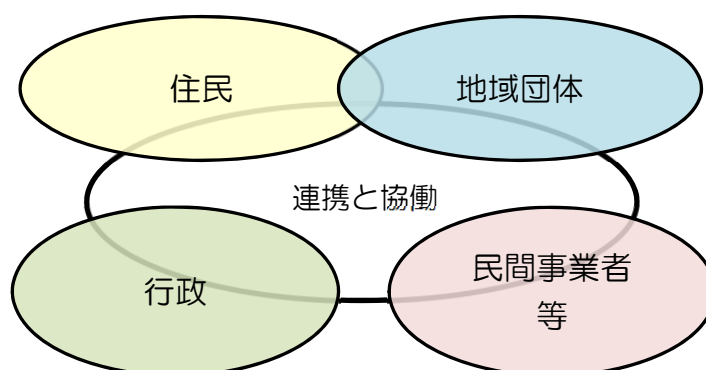 住民
地域団体
連携と協働
行政
民間事業者
等